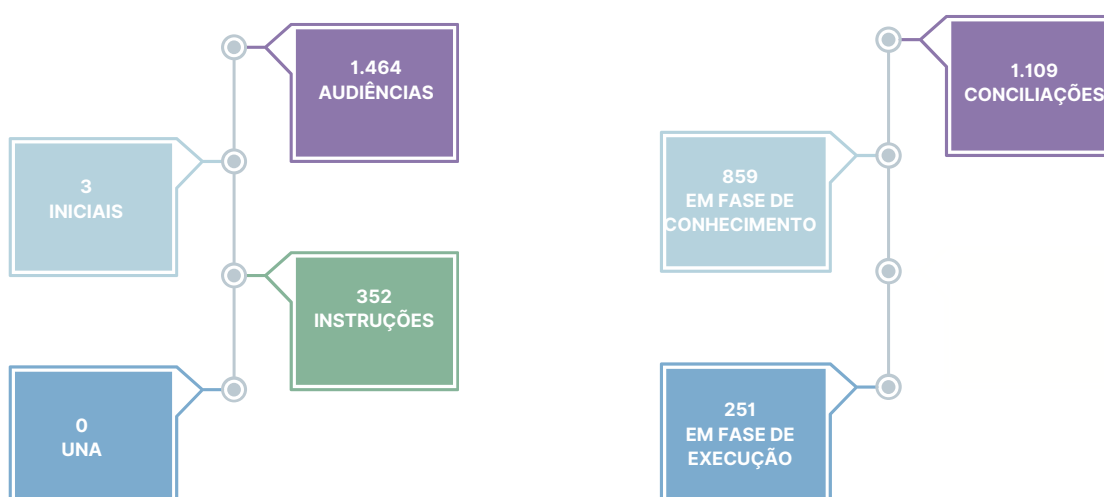 1.464
AUDIÊNCIAS
3
INICIAIS
352
INSTRUÇÕES
0
UNA
1.109
CONCILIAÇÕES
859
EM FASE DE
CONHECIMENTO
251
EM FASE DE
EXECUÇÃO